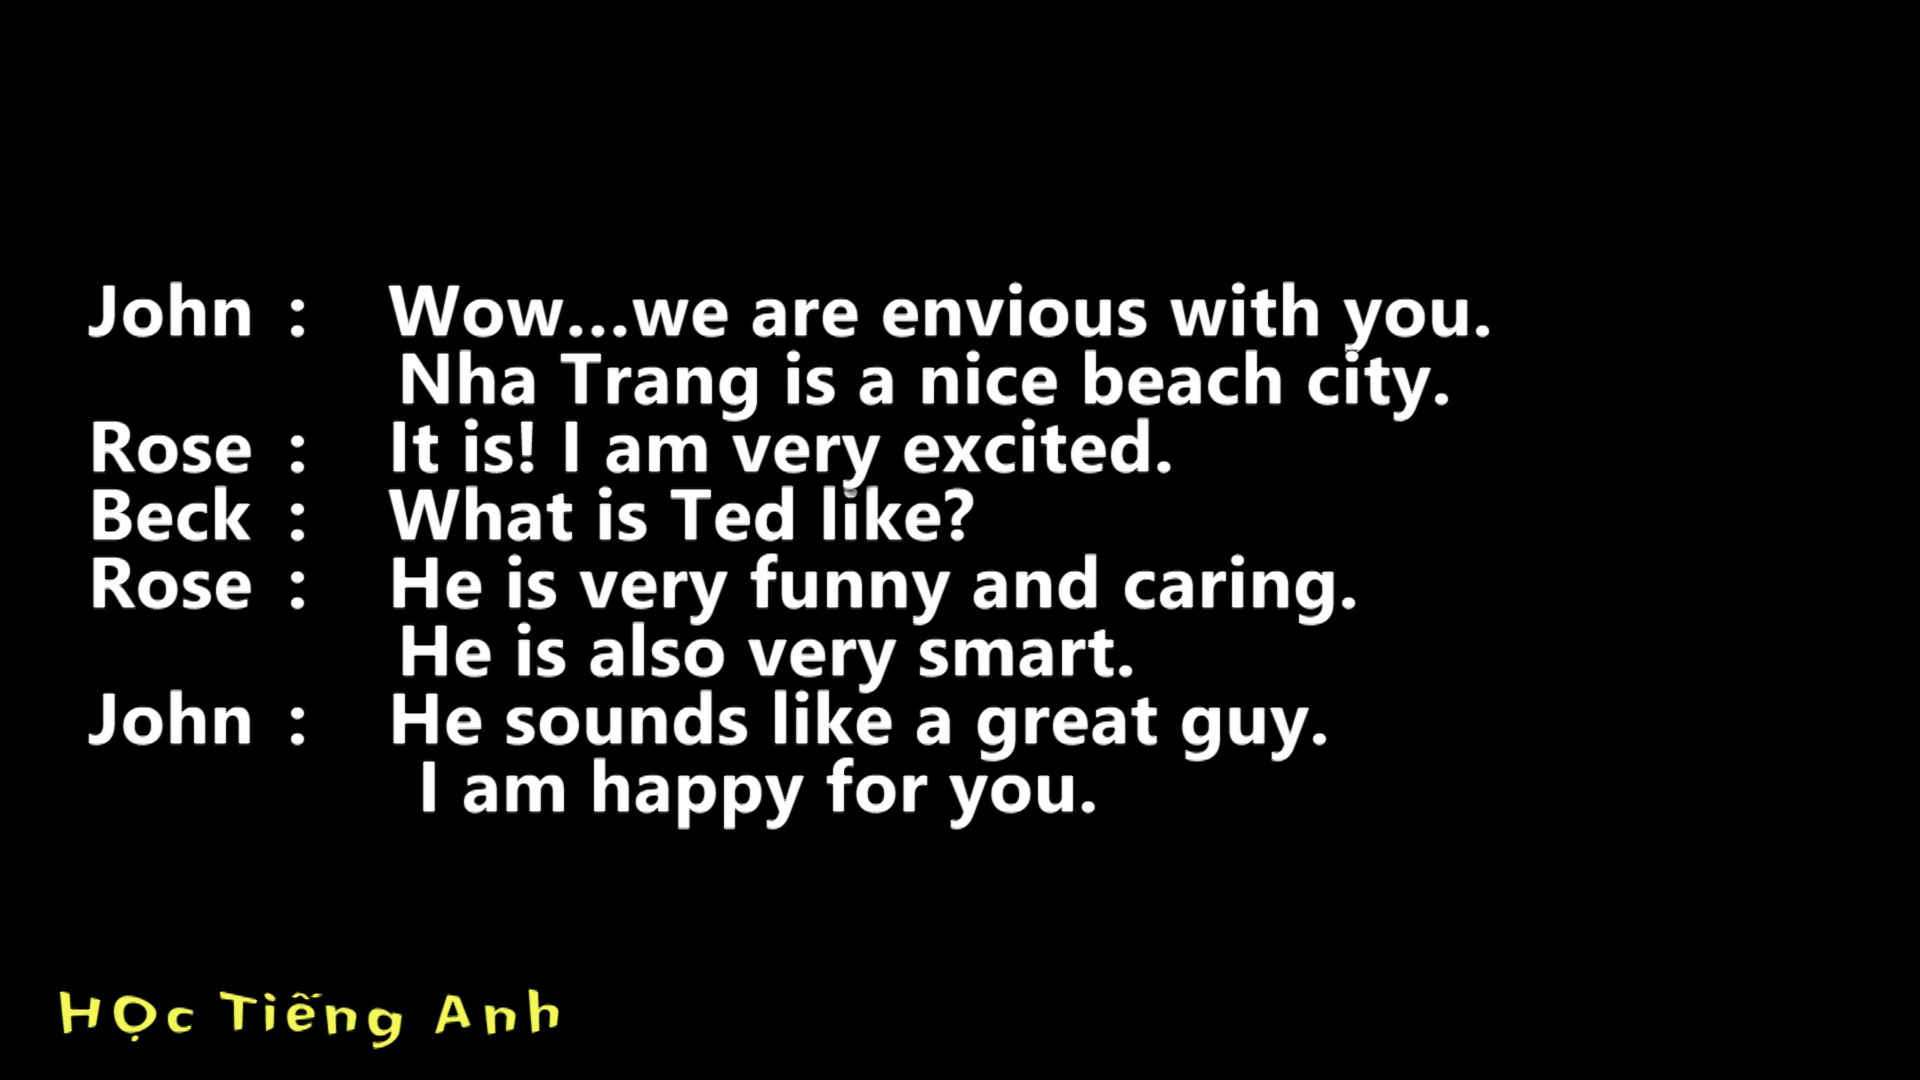 John : Wow...we are envious with you.
Nha Trang is a nice beach city.
Rose : It is! I am very excited.
Beck : What is Ted like?
Rose : He is very funny and caring.
He is also very smart.
John : He sounds like a great guy.
I am happy for you.
HỌc Tiếng Anh